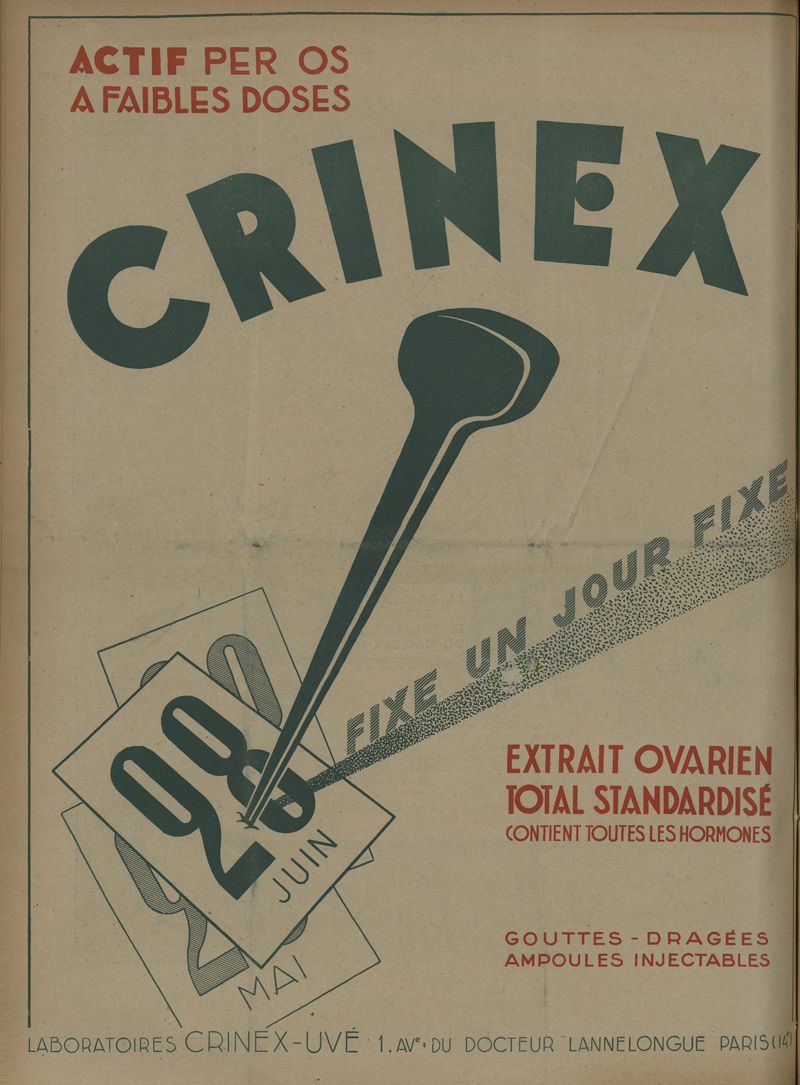 ACTIF PER OS
A FAIBLES DOSES
CRINEX
FIXE UN JOUR FIXE
28
JUIN
28
MAI
EXTRAIT OVARIEN
TOTAL STANDARDISÉ
CONTIENT TOUTES LES HORMONES
GOUTTES - DRAGÉES
AMPOULES INJECTABLES
LABORATOIRES CRINEX-UVÉ 1. AVe. DU DOCTEUR LANNELONGUE PARIS (14e)